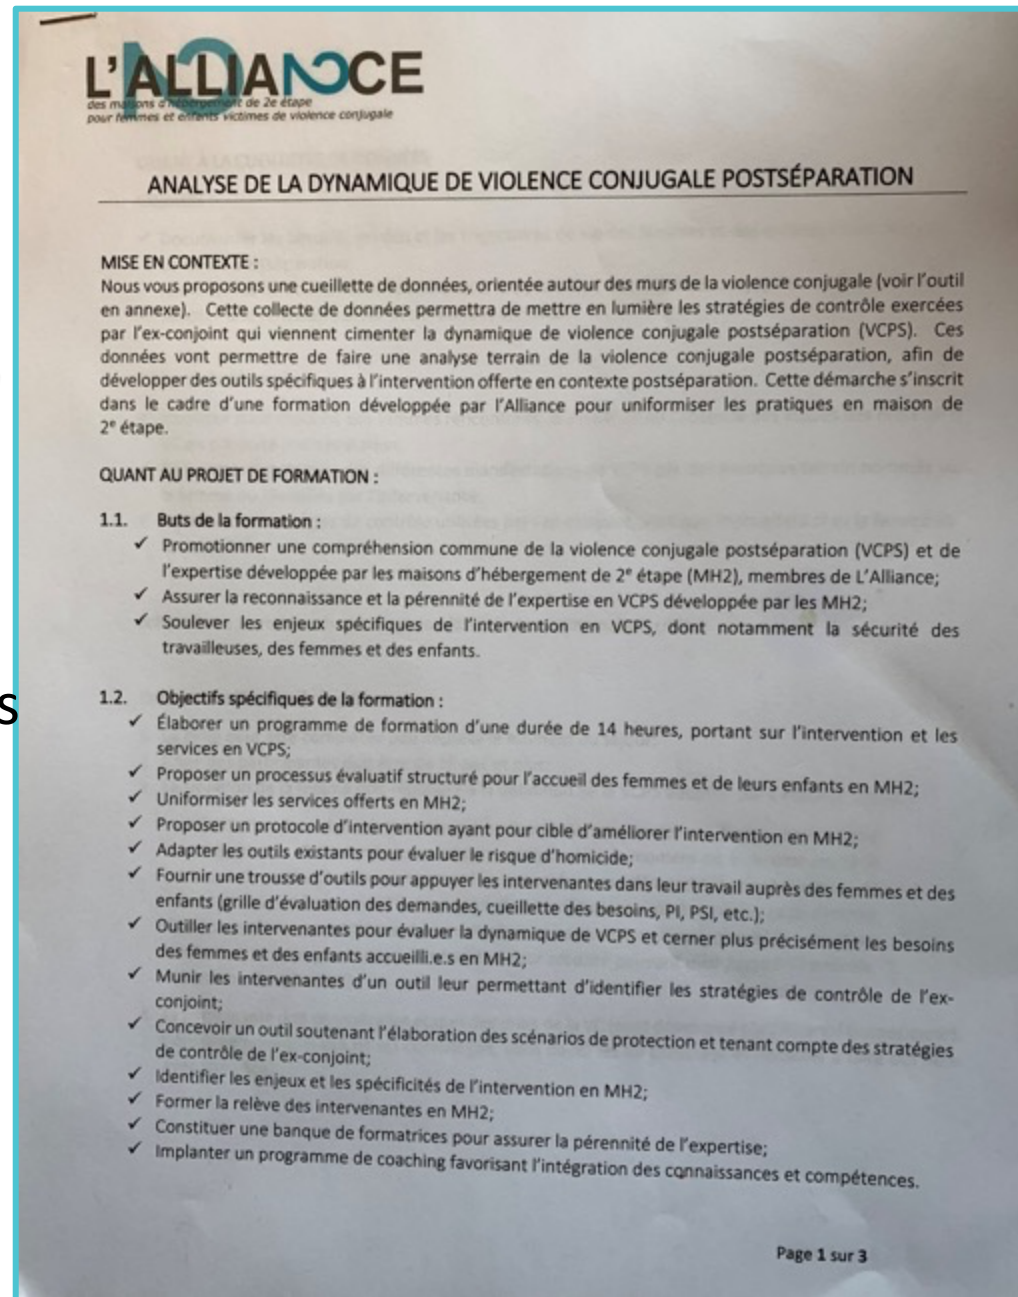 L'ALLIANCE
des maisons d'hébergement de 2e étape
pour femmes et enfants victimes de violence conjugale
ANALYSE DE LA DYNAMIQUE DE VIOLENCE CONJUGALE POSTSÉPARATION
MISE EN CONTEXTE :
Nous vous proposons une cueillette de données, orientée autour des murs de la violence conjugale (voir l'outil
en annexe). Cette collecte de données permettra de mettre en lumière les stratégies de contrôle exercées
par l'ex-conjoint qui viennent cimenter la dynamique de violence conjugale postséparation (VCPS). Ces
données vont permettre de faire une analyse terrain de la violence conjugale postséparation, afin de
développer des outils spécifiques à l'intervention offerte en contexte postséparation. Cette démarche s'inscrit
dans le cadre d'une formation développée par l'Alliance pour uniformiser les pratiques en maison de
2e étape.
QUANT AU PROJET DE FORMATION :
1.1. Buts de la formation :
✓ Promotionner une compréhension commune de la violence conjugale postséparation (VCPS) et de
l'expertise développée par les maisons d'hébergement de 2e étape (MH2), membres de L'Alliance;
✓ Assurer la reconnaissance et la pérennité de l'expertise en VCPS développée par les MH2;
✓ Soulever les enjeux spécifiques de l'intervention en VCPS, dont notamment la sécurité des
travailleuses, des femmes et des enfants.
s
1.2. Objectifs spécifiques de la formation :
✓ Élaborer un programme de formation d'une durée de 14 heures, portant sur l'intervention et les
services en VCPS;
✓ Proposer un processus évaluatif structuré pour l'accueil des femmes et de leurs enfants en MH2;
✓ Uniformiser les services offerts en MH2;
✓ Proposer un protocole d'intervention ayant pour cible d'améliorer l'intervention en MH2;
✓ Adapter les outils existants pour évaluer le risque d'homicide;
✓ Fournir une trousse d'outils pour appuyer les intervenantes dans leur travail auprès des femmes et des
enfants (grille d'évaluation des demandes, cueillette des besoins, PI, PSI, etc.);
✓ Outiller les intervenantes pour évaluer la dynamique de VCPS et cerner plus précisément les besoins
des femmes et des enfants accueilli.e.s en MH2;
✓ Munir les intervenantes d'un outil leur permettant d'identifier les stratégies de contrôle de l'ex-
conjoint;
✓ Concevoir un outil soutenant l'élaboration des scénarios de protection et tenant compte des stratégies
de contrôle de l'ex-conjoint;
✓ Identifier les enjeux et les spécificités de l'intervention en MH2;
✓ Former la relève des intervenantes en MH2;
✓ Constituer une banque de formatrices pour assurer la pérennité de l'expertise;
✓ Implanter un programme de coaching favorisant l'intégration des connaissances et compétences.
Page 1 sur 3